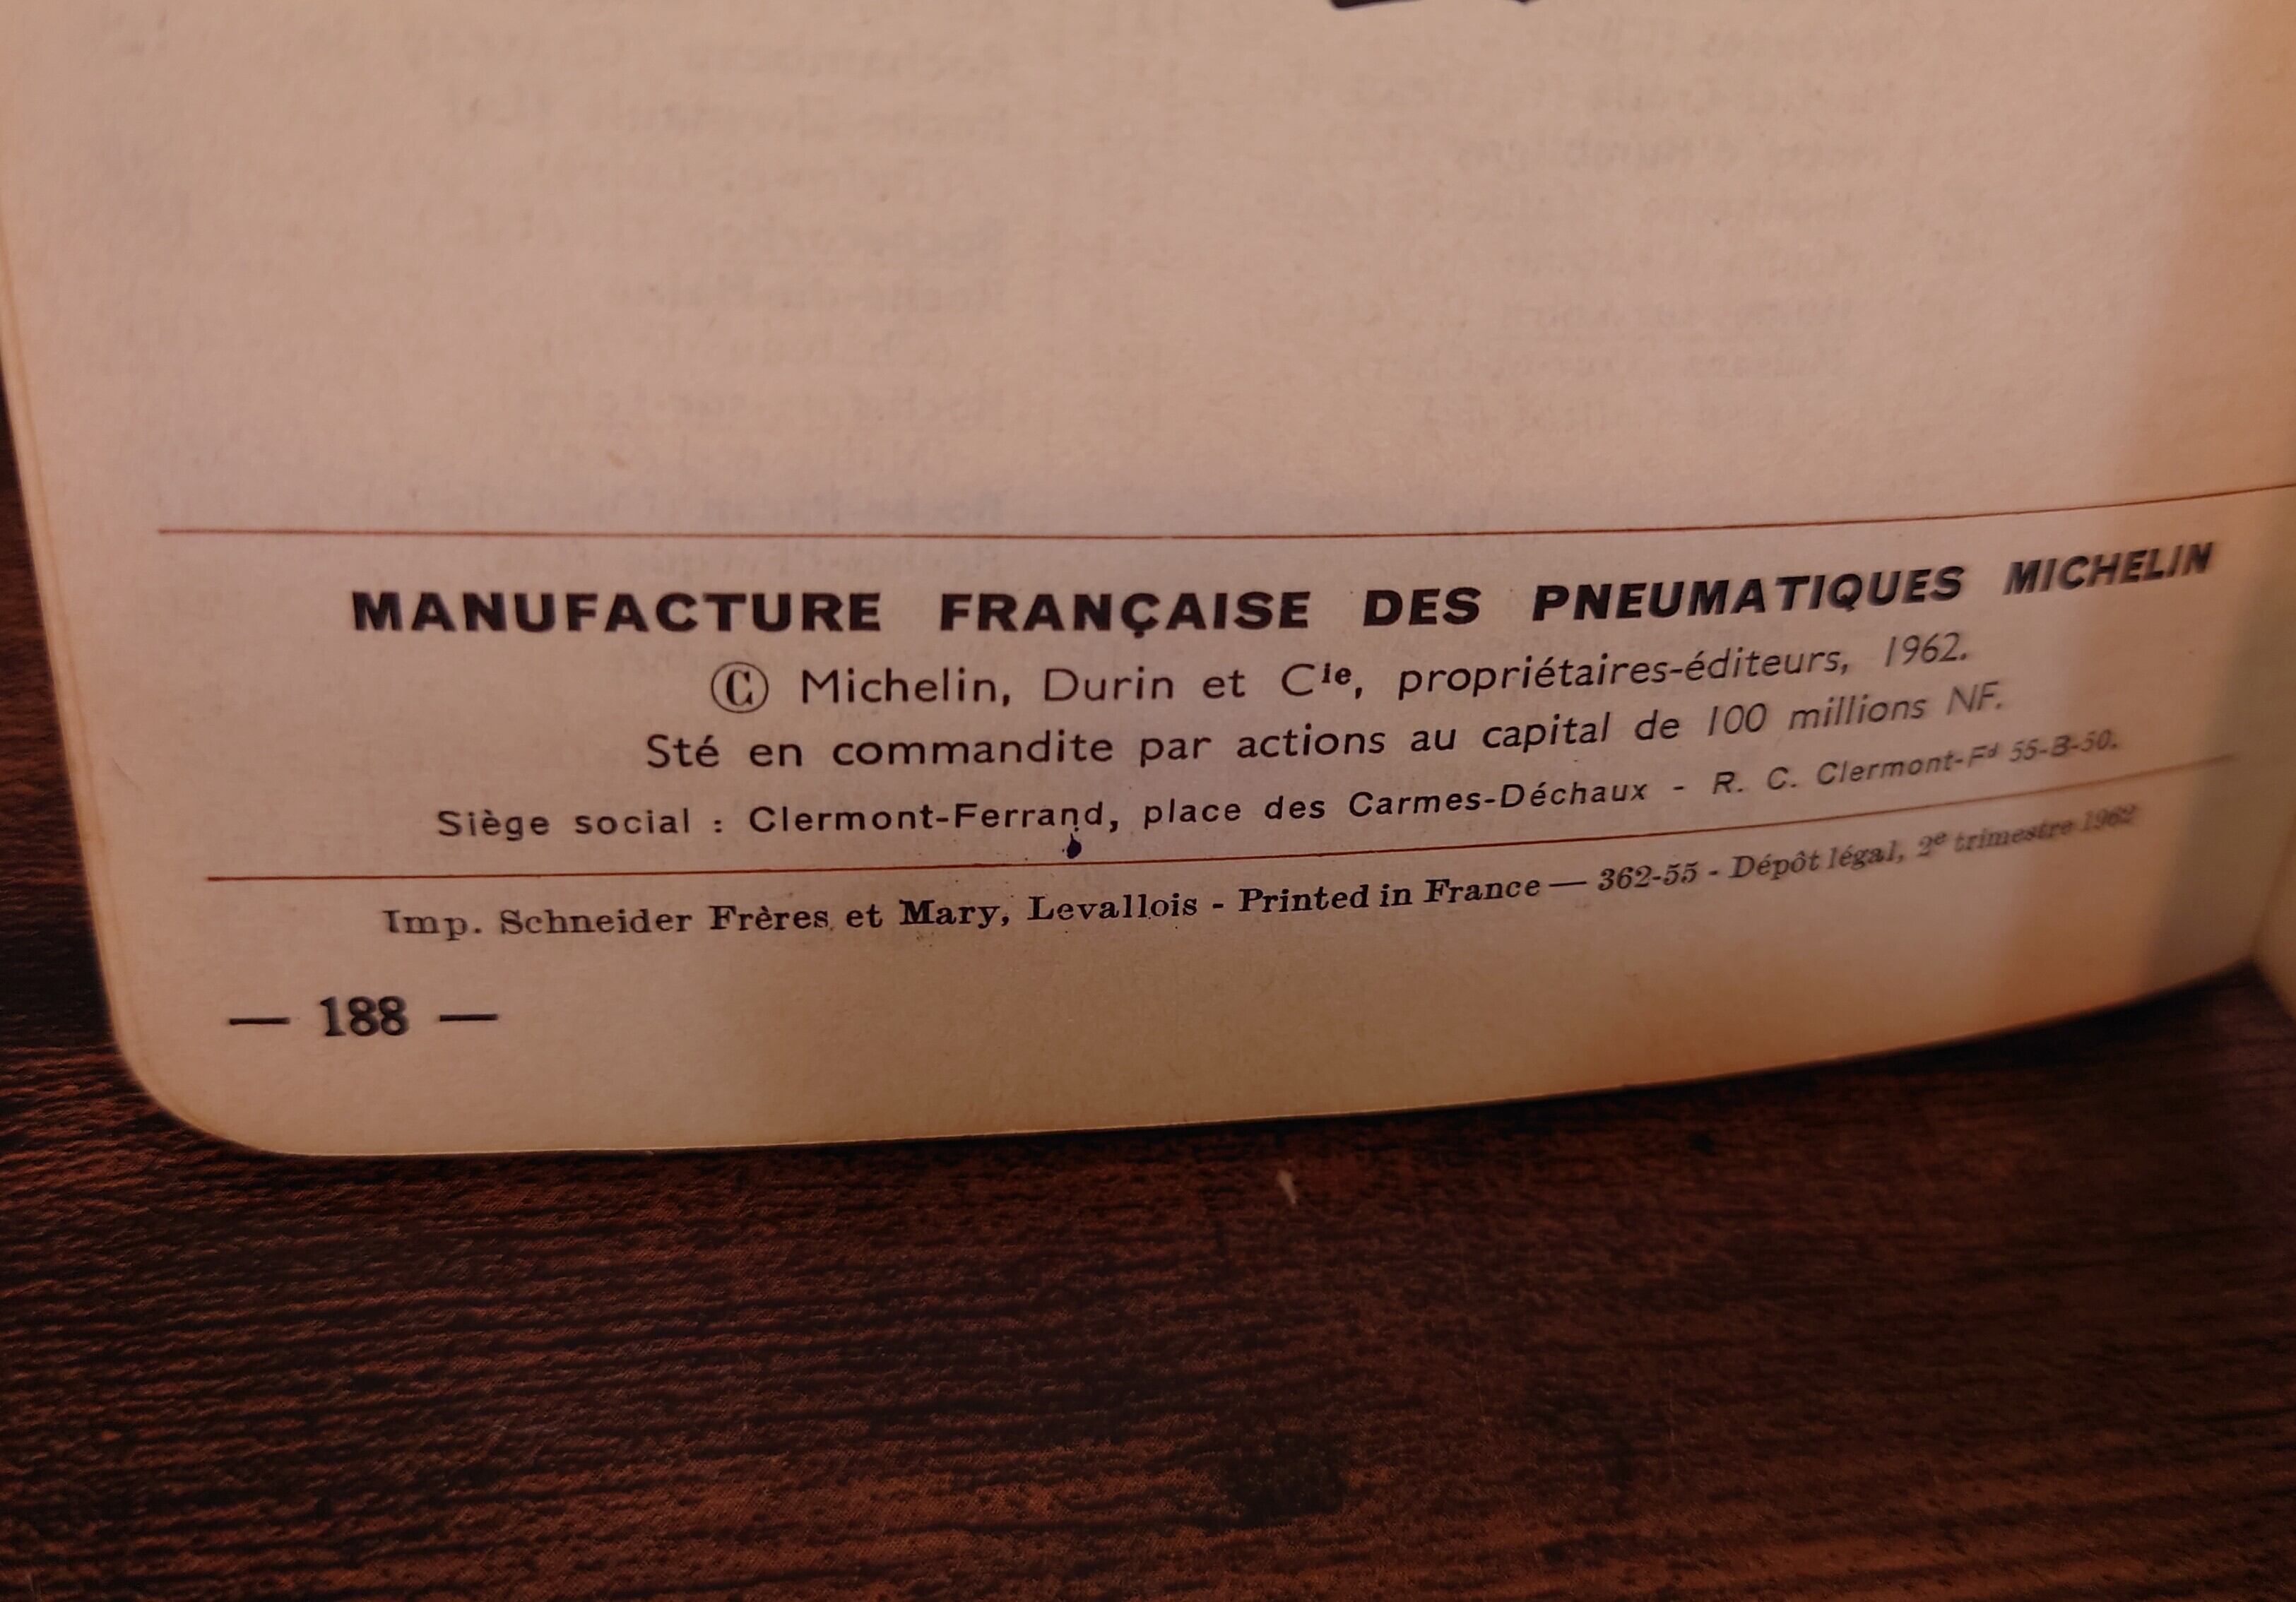 MANUFACTURE FRANÇAISE DES PNEUMATIQUES MICHELIN
© Michelin, Durin et Cie, propriétaires-éditeurs, 1962.
Sté en commandite par actions au capital de 100 millions NF.
Siège social : Clermont-Ferrand, place des Carmes-Déchaux - R. C. Clermont-Fd 55-B-50.
Imp. Schneider Frères et Mary, Levallois - Printed in France — 362-55 - Dépôt légal, 2e trimestre 1962
— 188 —